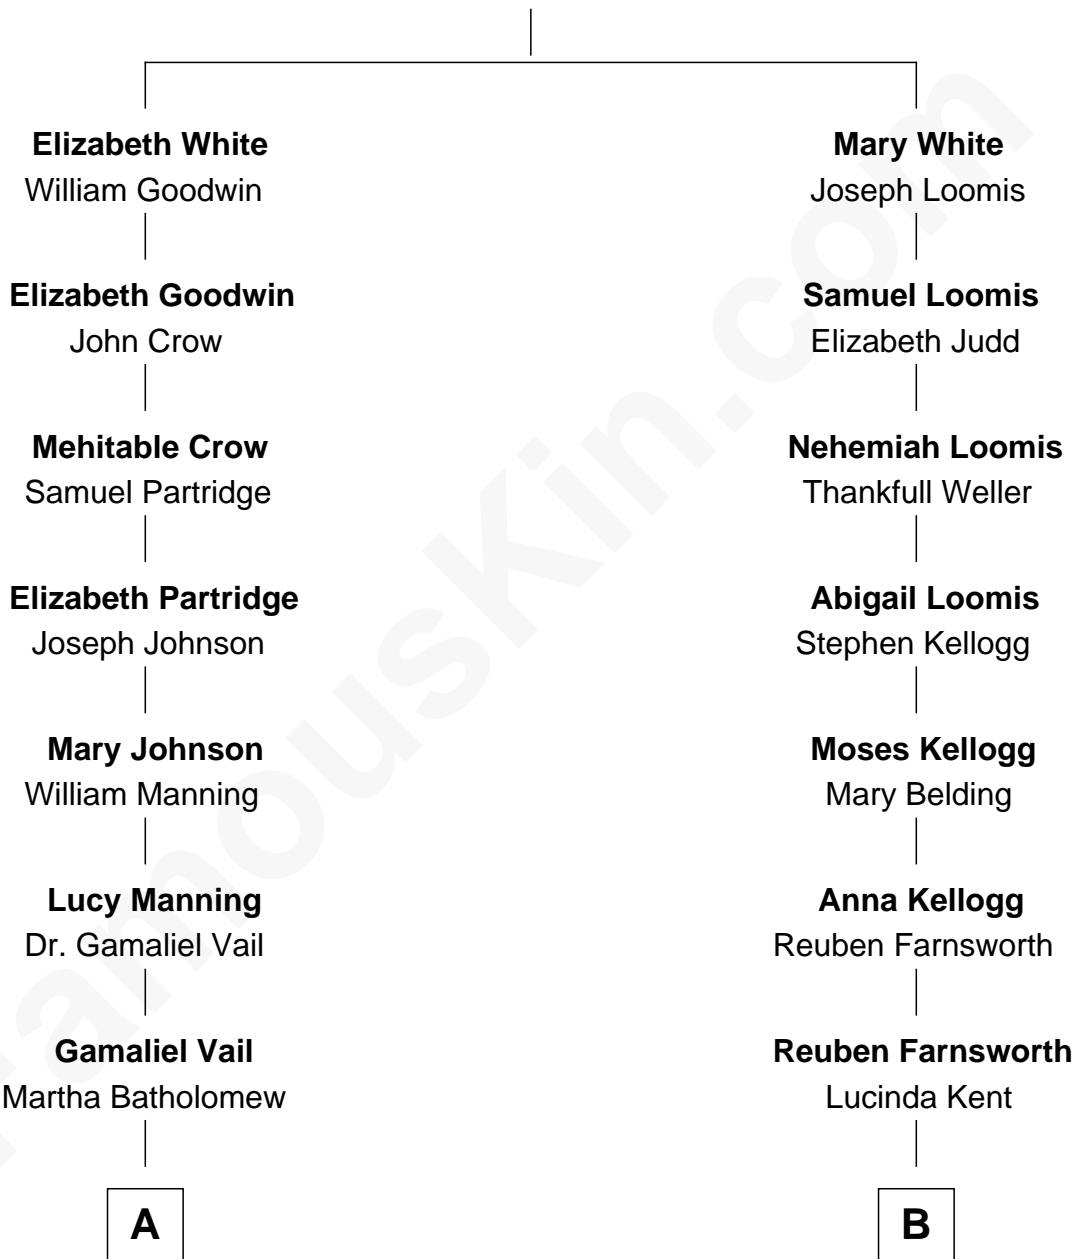 Elizabeth White
William Goodwin
Elizabeth Goodwin
John Crow
Mehitable Crow
Samuel Partridge
Elizabeth Partridge
Joseph Johnson
Mary Johnson
William Manning
Lucy Manning
Dr. Gamaliel Vail
Gamaliel Vail
Martha Batholomew
A
Mary White
Joseph Loomis
Samuel Loomis
Elizabeth Judd
Nehemiah Loomis
Thankfull Weller
Abigail Loomis
Stephen Kellogg
Moses Kellogg
Mary Belding
Anna Kellogg
Reuben Farnsworth
Reuben Farnsworth
Lucinda Kent
B
FamousKin.com